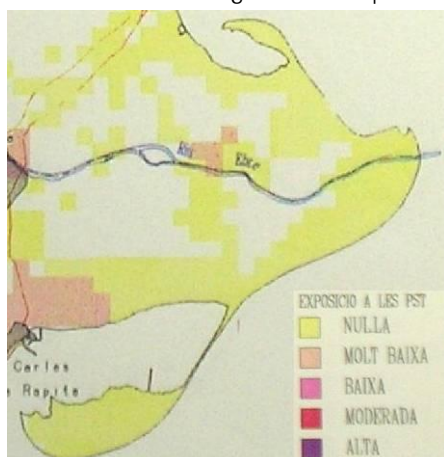 Riu
Ebre
EXPOSICIO A LES PST
NULLA
MOLT BAIXA
BAIXA
MODERADA
ALTA
Carles
Rapita